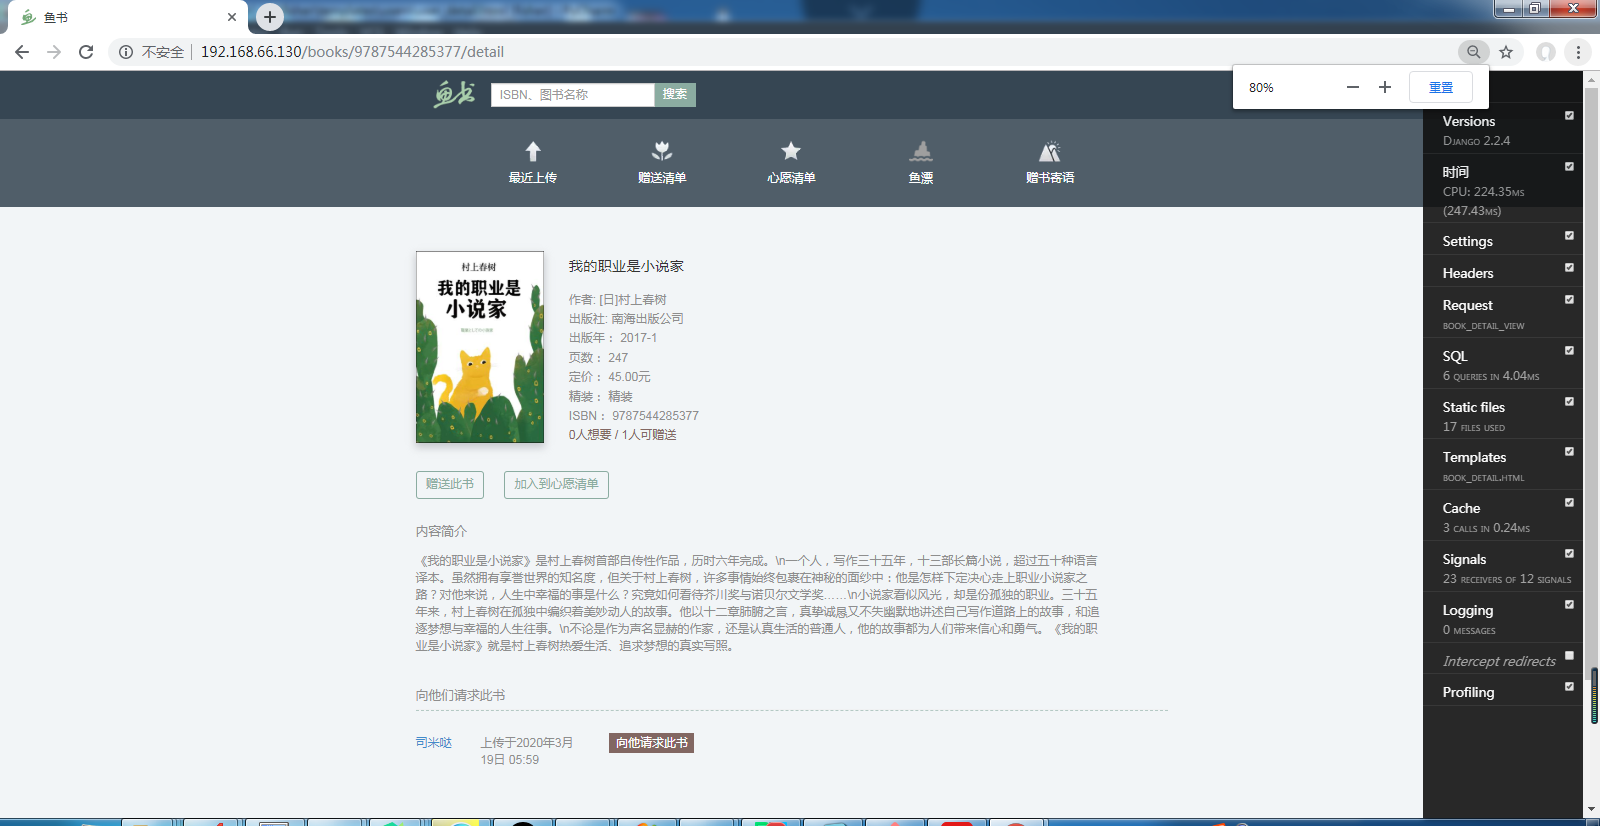 鱼书
不安全 192.168.66.130/books/9787544285377/detail
80% 重置
鱼书 ISBN、图书名称 搜索
最近上传 赠送清单 心愿清单 鱼漂 赠书寄语
村上春树
我的职业是
小说家
我的职业是小说家
作者: [日]村上春树
出版社: 南海出版公司
出版年： 2017-1
页数： 247
定价： 45.00元
精装： 精装
ISBN： 9787544285377
0人想要 / 1人可赠送
赠送此书 加入到心愿清单
内容简介
《我的职业是小说家》是村上春树首部自传性作品，历时六年完成。\n一个人，写作三十五年，十三部长篇小说，超过五十种语言
译本。虽然拥有享誉世界的知名度，但关于村上春树，许多事情始终包裹在神秘的面纱中：他是怎样下定决心走上职业小说家之
路？对他来说，人生中幸福的事是什么？究竟如何看待芥川奖与诺贝尔文学奖……\n小说家看似风光，却是份孤独的职业。三十五
年来，村上春树在孤独中编织着美妙动人的故事。他以十二章肺腑之言，真挚诚恳又不失幽默地讲述自己写作道路上的故事，和追
逐梦想与幸福的人生往事。\n不论是作为声名显赫的作家，还是认真生活的普通人，他的故事都为人们带来信心和勇气。《我的职
业是小说家》就是村上春树热爱生活、追求梦想的真实写照。
向他们请求此书
司米哒 上传于2020年3月
19日 05:59
向他请求此书
Versions
Django 2.2.4
时间
CPU: 224.35ms
(247.43ms)
Settings
Headers
Request
book_detail_view
SQL
6 queries in 4.04ms
Static files
17 files used
Templates
book_detail.html
Cache
3 calls in 0.24ms
Signals
23 receivers of 12 signals
Logging
0 messages
Intercept redirects
Profiling